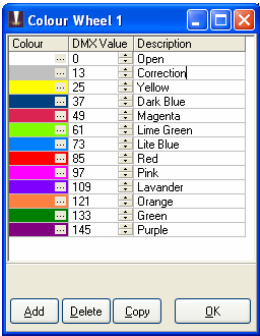 Colour Wheel 1
Colour DMX Value Description
... 0 Open
... 13 Correction
... 25 Yellow
... 37 Dark Blue
... 49 Magenta
... 61 Lime Green
... 73 Lite Blue
... 85 Red
... 97 Pink
... 109 Lavander
... 121 Orange
... 133 Green
... 145 Purple
Add Delete Copy OK